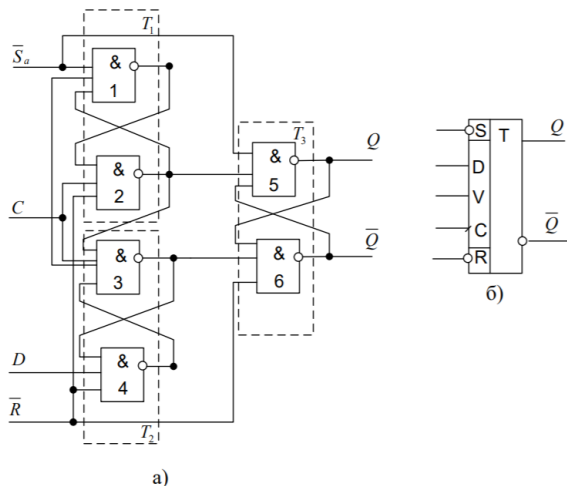 T₁
S̅ₐ
&
1
&
2
C
&
3
D
&
4
R̅
T₂
T₃
&
5
Q
&
6
Q̅
а)
S T Q
D
V
C
R Q̅
б)